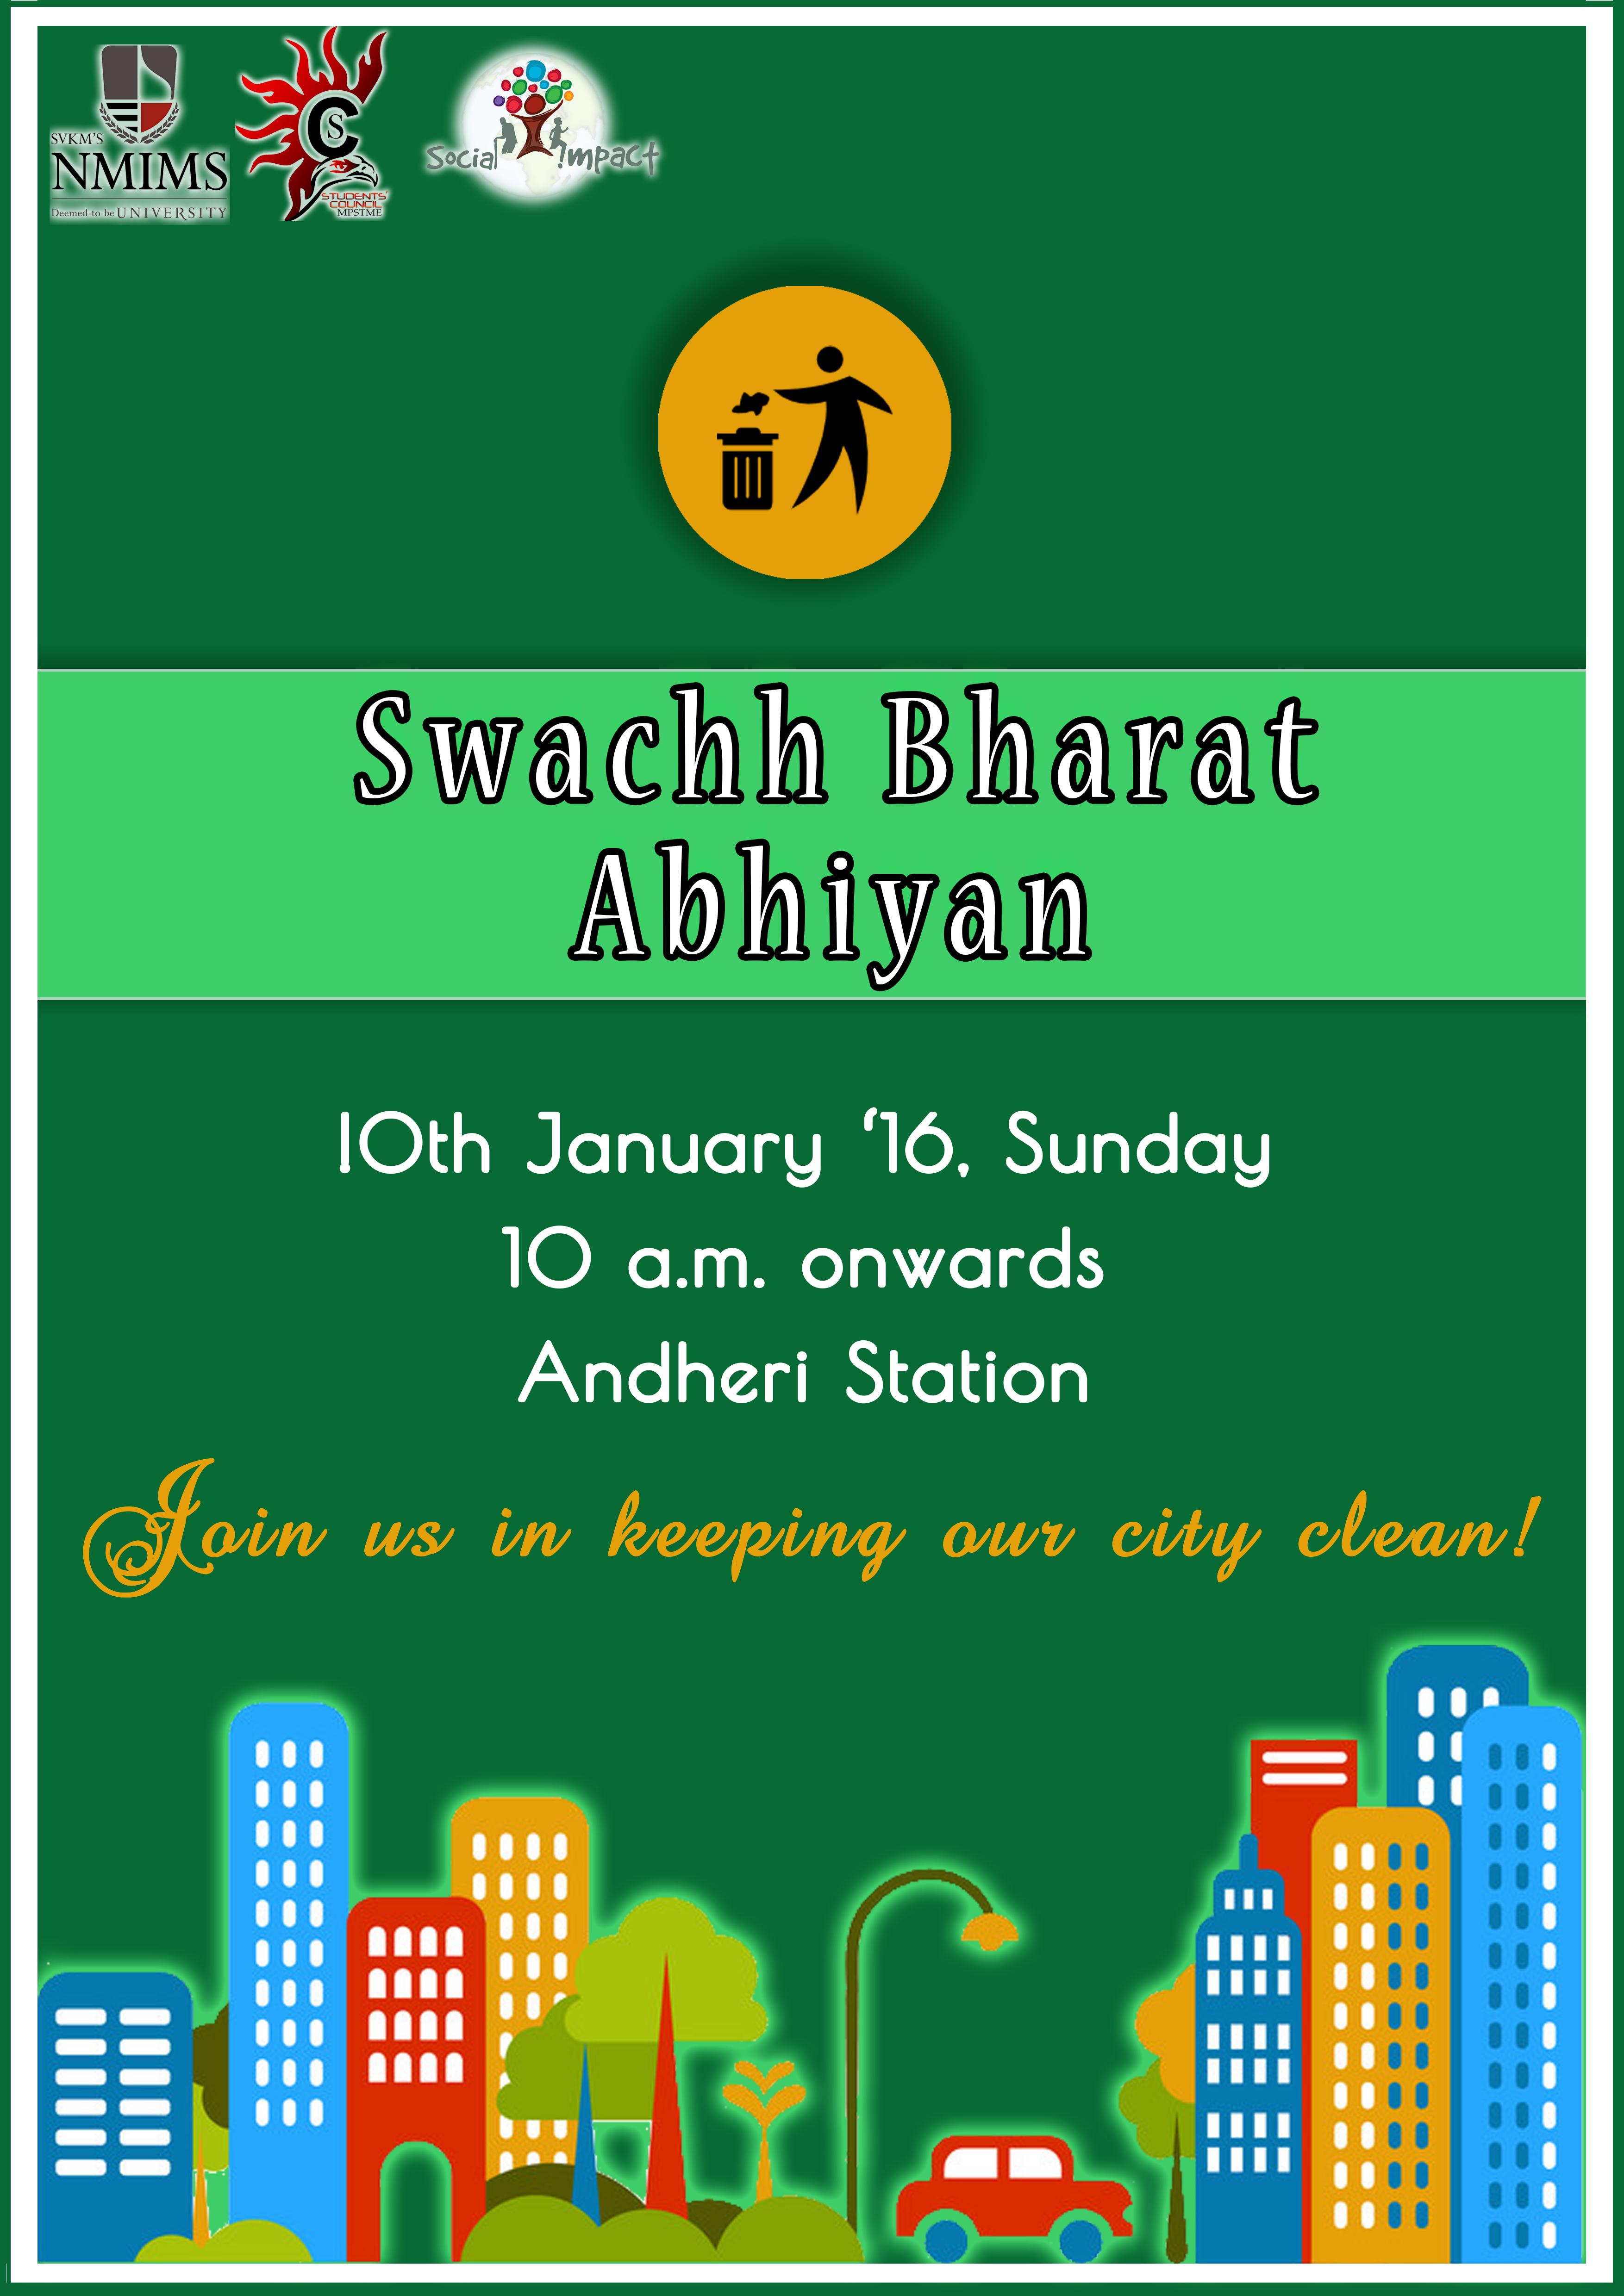 SVKM'S
NMIMS
Deemed-to-be UNIVERSITY
CS
STUDENTS'
COUNCIL
MPSTME
Social Impact
Swachh Bharat
Abhiyan
10th January ‘16, Sunday
10 a.m. onwards
Andheri Station
Join us in keeping our city clean!